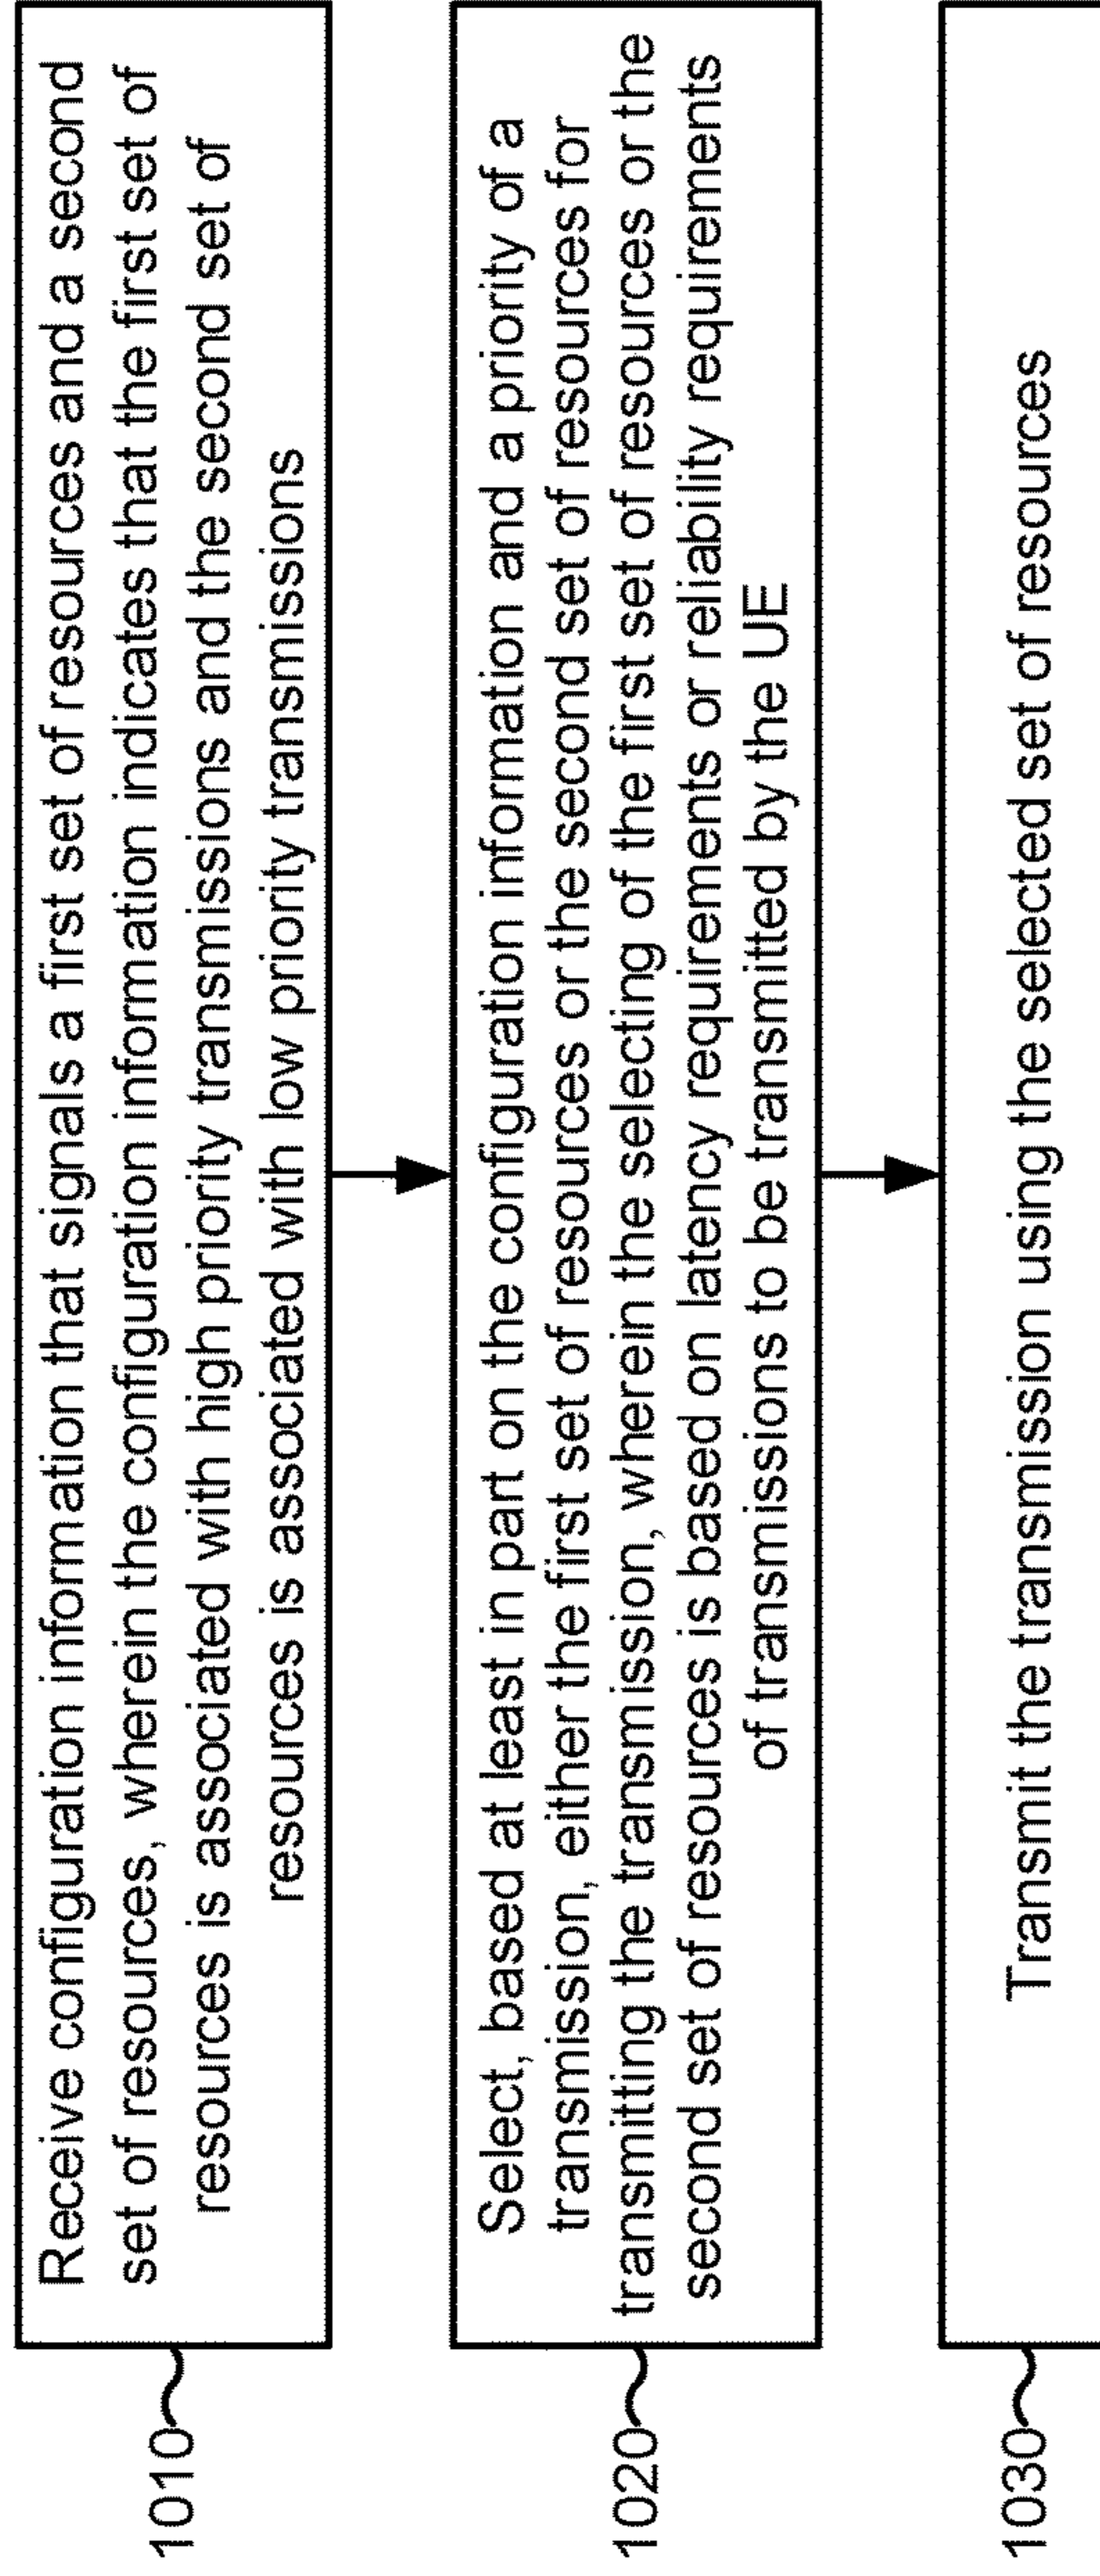 1010
Receive configuration information that signals a first set of resources and a second
set of resources, wherein the configuration information indicates that the first set of
resources is associated with high priority transmissions and the second set of
resources is associated with low priority transmissions
1020
Select, based at least in part on the configuration information and a priority of a
transmission, either the first set of resources or the second set of resources for
transmitting the transmission, wherein the selecting of the first set of resources or the
second set of resources is based on latency requirements or reliability requirements
of transmissions to be transmitted by the UE
1030
Transmit the transmission using the selected set of resources